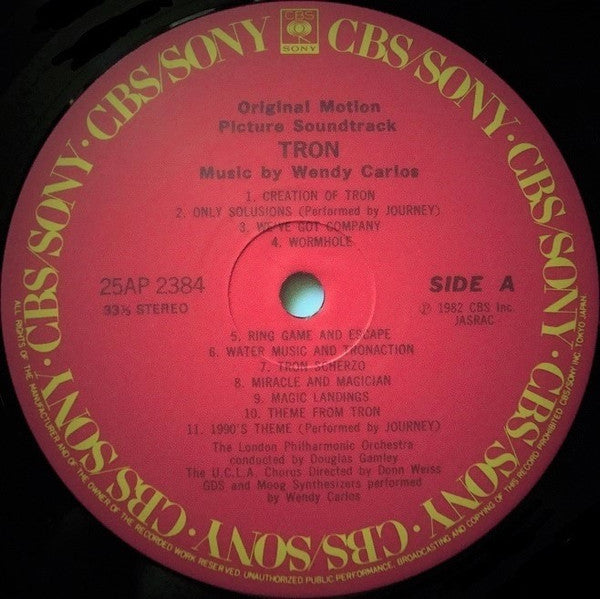 CBS
SONY
CBS/SONY · CBS/SONY · CBS/SONY · CBS/SONY · CBS/SONY · CBS/SONY · CBS/SONY · CBS/SONY
Original Motion
Picture Soundtrack
TRON
Music by Wendy Carlos
1. CREATION OF TRON
2. ONLY SOLUSIONS (Performed by JOURNEY)
3. WE'VE GOT COMPANY
4. WORMHOLE
25AP 2384
33⅓ STEREO
SIDE A
Ⓟ 1982 CBS Inc.
JASRAC
5. RING GAME AND ESCAPE
6. WATER MUSIC AND TRONACTION
7. TRON SCHERZO
8. MIRACLE AND MAGICIAN
9. MAGIC LANDINGS
10. THEME FROM TRON
11. 1990'S THEME (Performed by JOURNEY)
The London Philharmonic Orchestra
conducted by Douglas Gamley
The U.C.L.A. Chorus Directed by Donn Weiss
GDS and Moog Synthesizers performed
by Wendy Carlos
ALL RIGHTS OF THE MANUFACTURER AND OF THE OWNER OF THE RECORDED WORK RESERVED. UNAUTHORIZED PUBLIC PERFORMANCE, BROADCASTING AND COPYING OF THIS RECORD PROHIBITED. CBS/SONY INC. TOKYO JAPAN.